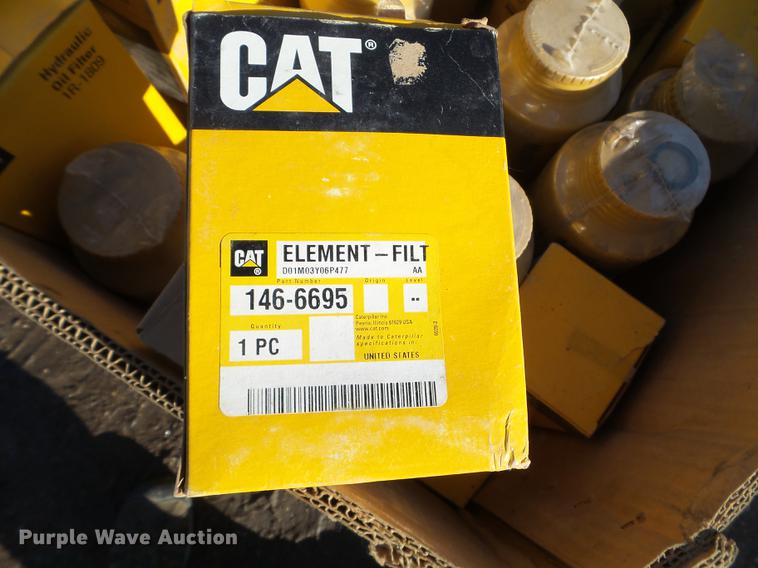 Hydraulic
Oil Filter
1R-1809
CAT®
CAT®
ELEMENT-FILT
D01M03Y06P477 AA
Part Number Origin Level
146-6695 --
Quantity
1 PC
Caterpillar Inc.
Peoria, Illinois 61629 USA
www.cat.com
Made to Caterpillar
specifications in:
UNITED STATES
Purple Wave Auction